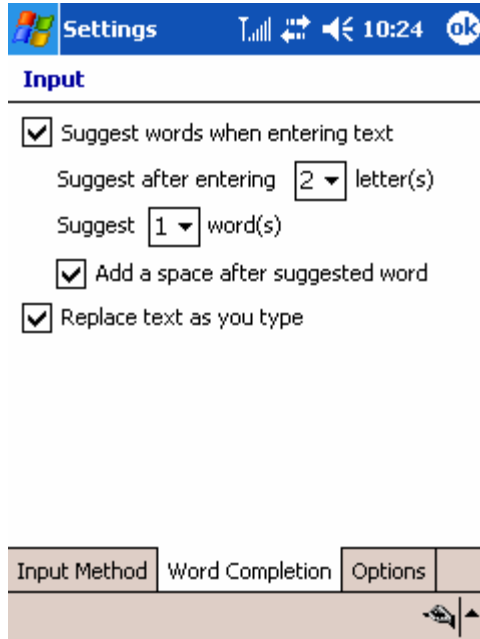 Settings 10:24 ok
Input
Suggest words when entering text
Suggest after entering 2 letter(s)
Suggest 1 word(s)
Add a space after suggested word
Replace text as you type
Input Method Word Completion Options